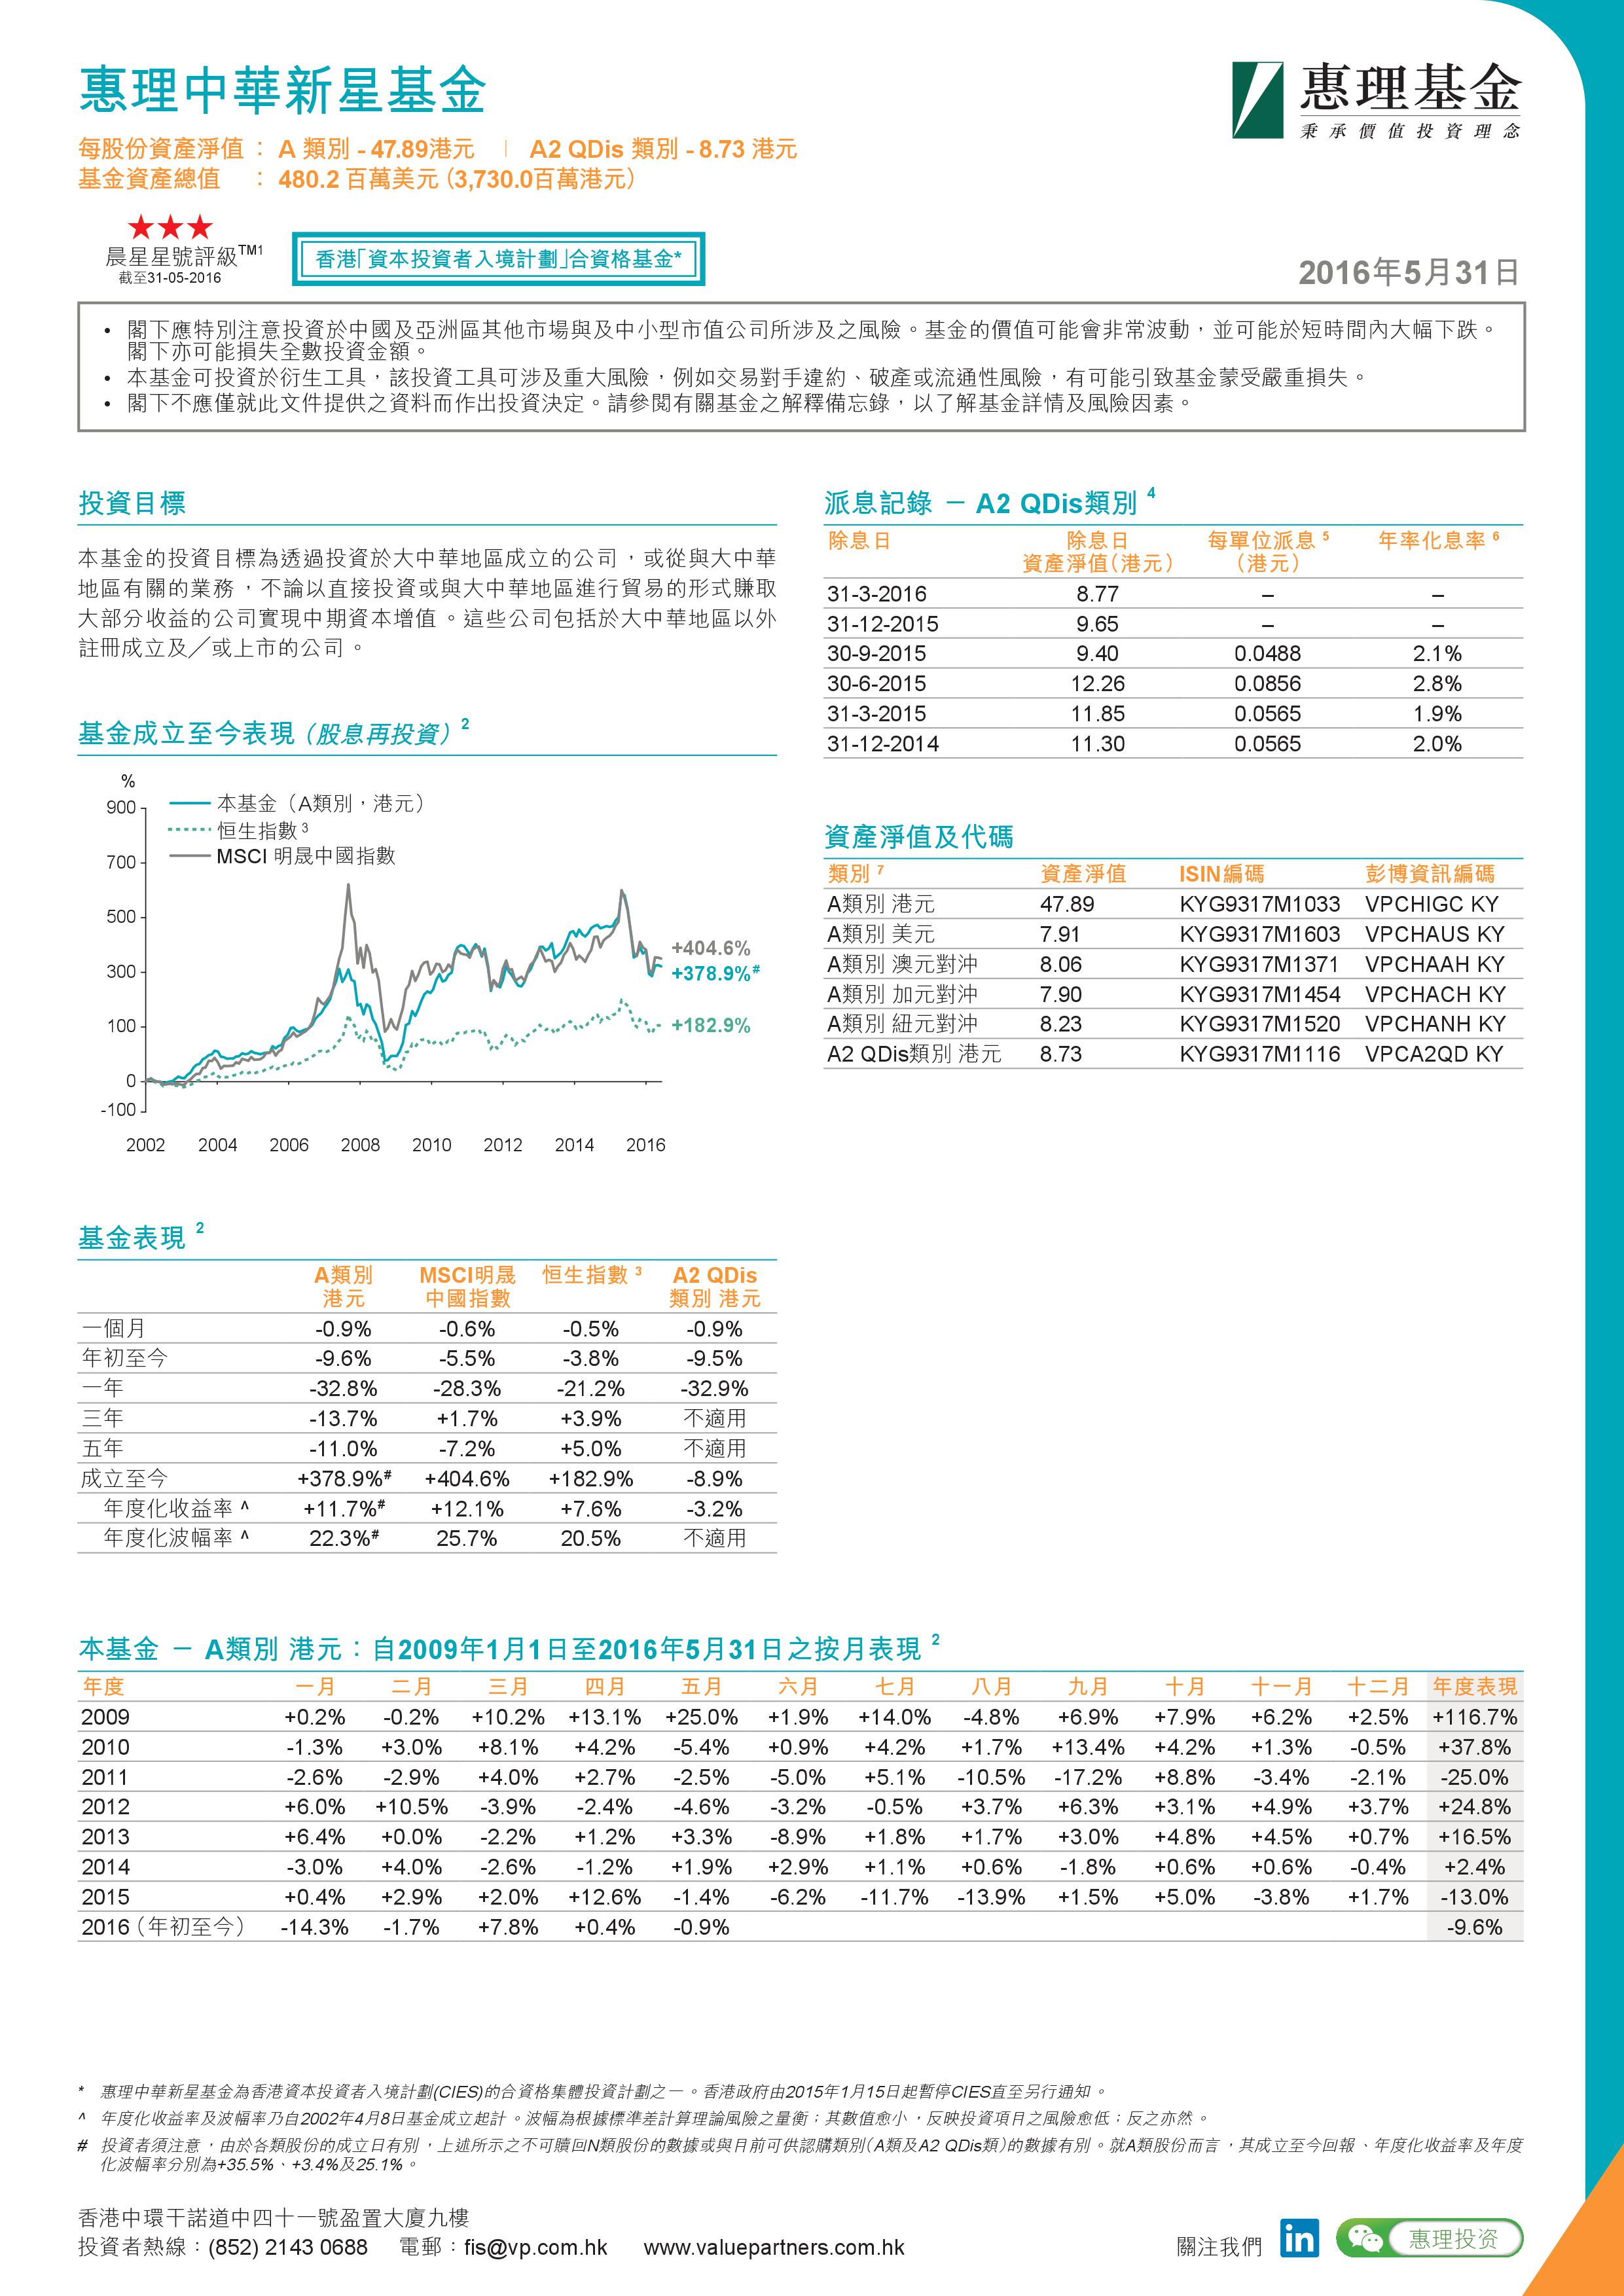 惠理中華新星基金
惠理基金
秉承價值投資理念
每股份資產淨值： A 類別 - 47.89港元 | A2 QDis 類別 - 8.73 港元
基金資產總值 ： 480.2 百萬美元 (3,730.0百萬港元)
晨星星號評級TM1
截至31-05-2016
香港「資本投資者入境計劃」合資格基金*
2016年5月31日
• 閣下應特別注意投資於中國及亞洲區其他市場與及中小型市值公司所涉及之風險。基金的價值可能會非常波動，並可能於短時間內大幅下跌。
閣下亦可能損失全數投資金額。
• 本基金可投資於衍生工具，該投資工具可涉及重大風險，例如交易對手違約、破產或流通性風險，有可能引致基金蒙受嚴重損失。
• 閣下不應僅就此文件提供之資料而作出投資決定。請參閱有關基金之解釋備忘錄，以了解基金詳情及風險因素。
投資目標
本基金的投資目標為透過投資於大中華地區成立的公司，或從與大中華
地區有關的業務，不論以直接投資或與大中華地區進行貿易的形式賺取
大部分收益的公司實現中期資本增值。這些公司包括於大中華地區以外
註冊成立及╱或上市的公司。
基金成立至今表現（股息再投資）2
%
900
700
500
300
100
0
-100
本基金（A類別，港元）
恒生指數 3
MSCI 明晟中國指數
+404.6%
+378.9%#
+182.9%
2002 2004 2006 2008 2010 2012 2014 2016
基金表現 2
A類別 MSCI明晟 恒生指數 3 A2 QDis
港元 中國指數 類別 港元
一個月 -0.9% -0.6% -0.5% -0.9%
年初至今 -9.6% -5.5% -3.8% -9.5%
一年 -32.8% -28.3% -21.2% -32.9%
三年 -13.7% +1.7% +3.9% 不適用
五年 -11.0% -7.2% +5.0% 不適用
成立至今 +378.9%# +404.6% +182.9% -8.9%
年度化收益率 ^ +11.7%# +12.1% +7.6% -3.2%
年度化波幅率 ^ 22.3%# 25.7% 20.5% 不適用
派息記錄 － A2 QDis類別 4
除息日 除息日 每單位派息 5 年率化息率 6
資產淨值(港元) (港元)
31-3-2016 8.77 – –
31-12-2015 9.65 – –
30-9-2015 9.40 0.0488 2.1%
30-6-2015 12.26 0.0856 2.8%
31-3-2015 11.85 0.0565 1.9%
31-12-2014 11.30 0.0565 2.0%
資產淨值及代碼
類別 7 資產淨值 ISIN編碼 彭博資訊編碼
A類別 港元 47.89 KYG9317M1033 VPCHIGC KY
A類別 美元 7.91 KYG9317M1603 VPCHAUS KY
A類別 澳元對沖 8.06 KYG9317M1371 VPCHAAH KY
A類別 加元對沖 7.90 KYG9317M1454 VPCHACH KY
A類別 紐元對沖 8.23 KYG9317M1520 VPCHANH KY
A2 QDis類別 港元 8.73 KYG9317M1116 VPCA2QD KY
本基金 － A類別 港元：自2009年1月1日至2016年5月31日之按月表現 2
年度 一月 二月 三月 四月 五月 六月 七月 八月 九月 十月 十一月 十二月 年度表現
2009 +0.2% -0.2% +10.2% +13.1% +25.0% +1.9% +14.0% -4.8% +6.9% +7.9% +6.2% +2.5% +116.7%
2010 -1.3% +3.0% +8.1% +4.2% -5.4% +0.9% +4.2% +1.7% +13.4% +4.2% +1.3% -0.5% +37.8%
2011 -2.6% -2.9% +4.0% +2.7% -2.5% -5.0% +5.1% -10.5% -17.2% +8.8% -3.4% -2.1% -25.0%
2012 +6.0% +10.5% -3.9% -2.4% -4.6% -3.2% -0.5% +3.7% +6.3% +3.1% +4.9% +3.7% +24.8%
2013 +6.4% +0.0% -2.2% +1.2% +3.3% -8.9% +1.8% +1.7% +3.0% +4.8% +4.5% +0.7% +16.5%
2014 -3.0% +4.0% -2.6% -1.2% +1.9% +2.9% +1.1% +0.6% -1.8% +0.6% +0.6% -0.4% +2.4%
2015 +0.4% +2.9% +2.0% +12.6% -1.4% -6.2% -11.7% -13.9% +1.5% +5.0% -3.8% +1.7% -13.0%
2016（年初至今） -14.3% -1.7% +7.8% +0.4% -0.9% -9.6%
* 惠理中華新星基金為香港資本投資者入境計劃(CIES)的合資格集體投資計劃之一。香港政府由2015年1月15日起暫停CIES直至另行通知。
^ 年度化收益率及波幅率乃自2002年4月8日基金成立起計。波幅為根據標準差計算理論風險之量衡；其數值愈小，反映投資項目之風險愈低；反之亦然。
# 投資者須注意，由於各類股份的成立日有別，上述所示之不可贖回N類股份的數據或與目前可供認購類別(A類及A2 QDis類)的數據有別。就A類股份而言，其成立至今回報、年度化收益率及年度
化波幅率分別為+35.5%、+3.4%及25.1%。
香港中環干諾道中四十一號盈置大廈九樓
投資者熱線：(852) 2143 0688 電郵：fis@vp.com.hk www.valuepartners.com.hk
關注我們 in 惠理投资